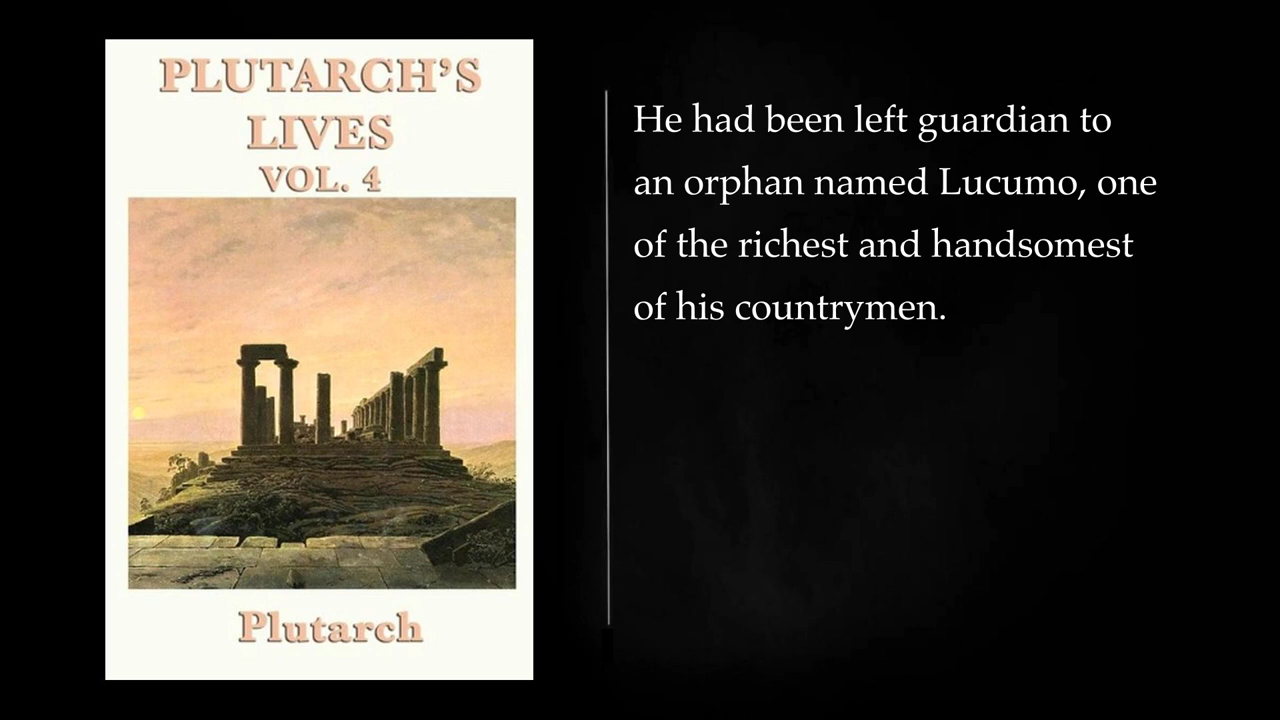 PLUTARCH’S
LIVES
VOL. 4
Plutarch
He had been left guardian to
an orphan named Lucumo, one
of the richest and handsomest
of his countrymen.